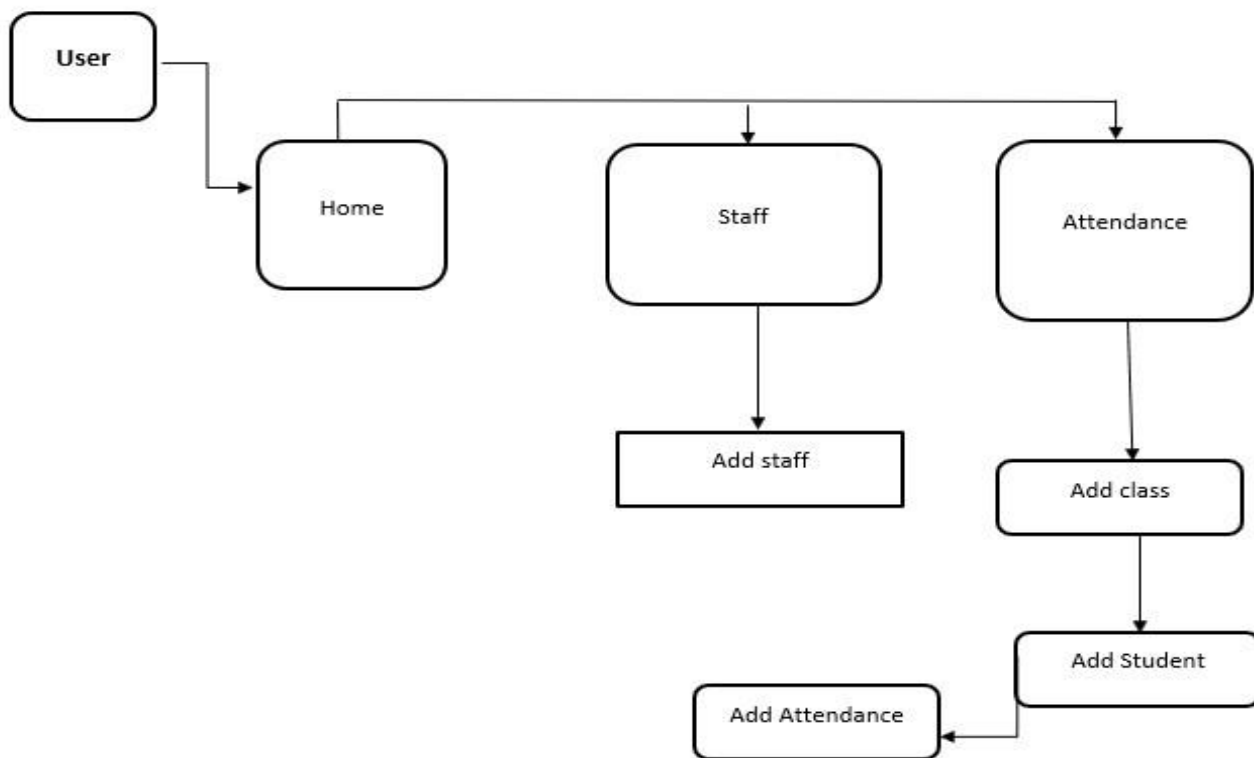 User
Home
Staff
Attendance
Add staff
Add class
Add Student
Add Attendance